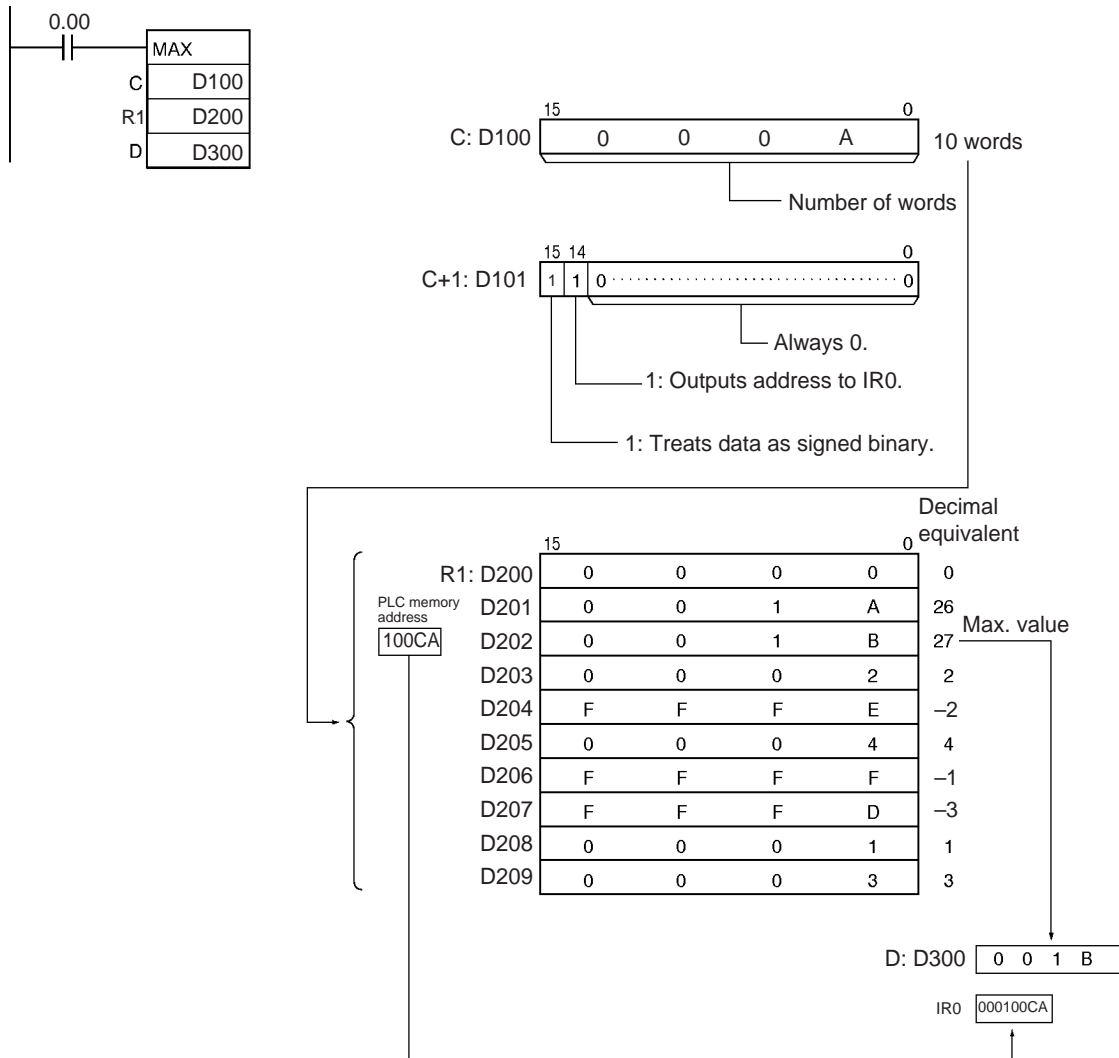 0.00
MAX
C D100
R1 D200
D D300
15 0
C: D100 0 0 0 A 10 words
Number of words
15 14 0
C+1: D101 1 1 0 ·································· 0
Always 0.
1: Outputs address to IR0.
1: Treats data as signed binary.
Decimal
equivalent
15 0
R1: D200 0 0 0 0 0
PLC memory
address
D201 0 0 1 A 26
Max. value
100CA D202 0 0 1 B 27
D203 0 0 0 2 2
D204 F F F E –2
D205 0 0 0 4 4
D206 F F F F –1
D207 F F F D –3
D208 0 0 0 1 1
D209 0 0 0 3 3
D: D300 0 0 1 B
IR0 000100CA